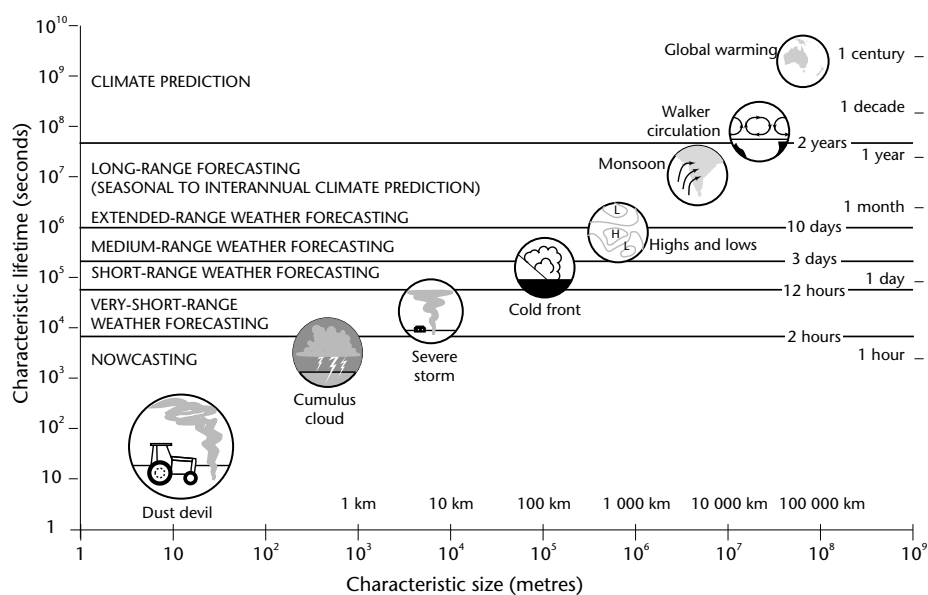 10¹⁰
10⁹
10⁸
10⁷
10⁶
10⁵
10⁴
10³
10²
10
1
Characteristic lifetime (seconds)
CLIMATE PREDICTION
LONG-RANGE FORECASTING
(SEASONAL TO INTERANNUAL CLIMATE PREDICTION)
EXTENDED-RANGE WEATHER FORECASTING
MEDIUM-RANGE WEATHER FORECASTING
SHORT-RANGE WEATHER FORECASTING
VERY-SHORT-RANGE
WEATHER FORECASTING
NOWCASTING
Global warming
Walker
circulation
Monsoon
L
H
L
Highs and lows
Cold front
Severe
storm
Cumulus
cloud
Dust devil
1 century
1 decade
2 years
1 year
1 month
10 days
3 days
1 day
12 hours
2 hours
1 hour
1 km
10 km
100 km
1 000 km
10 000 km
100 000 km
1
10
10²
10³
10⁴
10⁵
10⁶
10⁷
10⁸
10⁹
Characteristic size (metres)